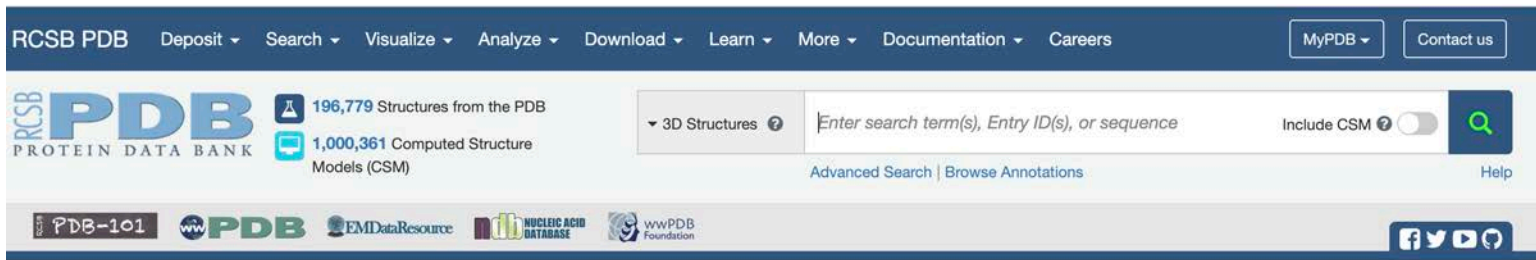 RCSB PDB Deposit Search Visualize Analyze Download Learn More Documentation Careers MyPDB Contact us
RCSB
PDB
PROTEIN DATA BANK
196,779 Structures from the PDB
1,000,361 Computed Structure
Models (CSM)
3D Structures
Enter search term(s), Entry ID(s), or sequence
Include CSM
Advanced Search | Browse Annotations
Help
RCSB PDB-101
WW PDB
EMDataResource
ndb NUCLEIC ACID
DATABASE
wwPDB
Foundation